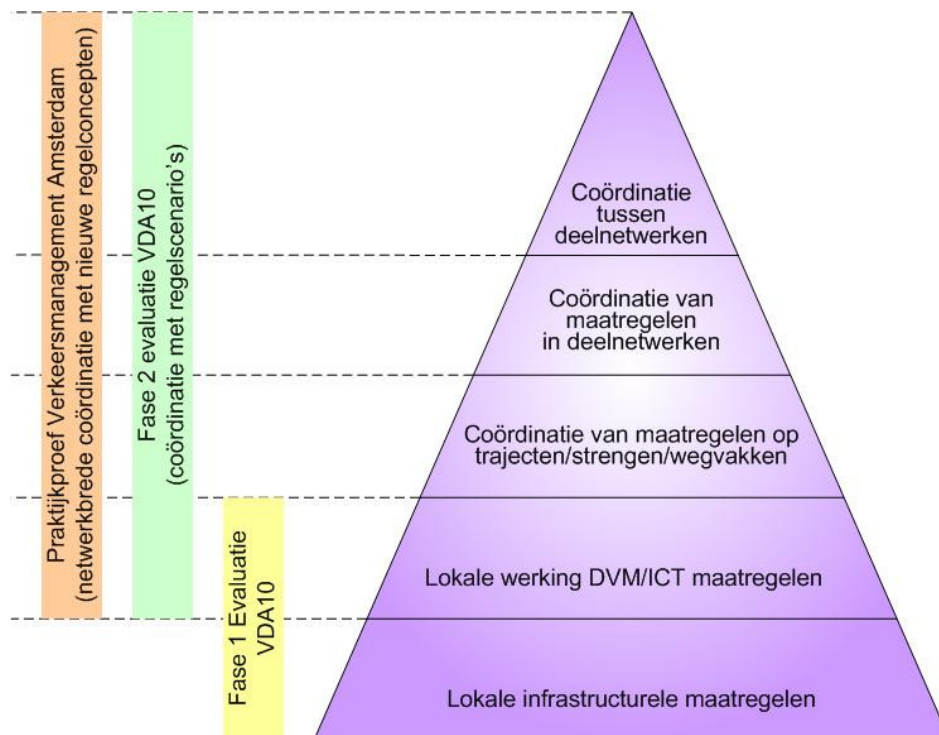 Praktijkproef Verkeersmanagement Amsterdam
(netwerkbrede coördinatie met nieuwe regelconcepten)
Fase 2 evaluatie VDA10
(coördinatie met regelscenario's)
Fase 1 Evaluatie
VDA10
Coördinatie
tussen
deelnetwerken
Coördinatie van
maatregelen
in deelnetwerken
Coördinatie van maatregelen op
trajecten/strengen/wegvakken
Lokale werking DVM/ICT maatregelen
Lokale infrastructurele maatregelen